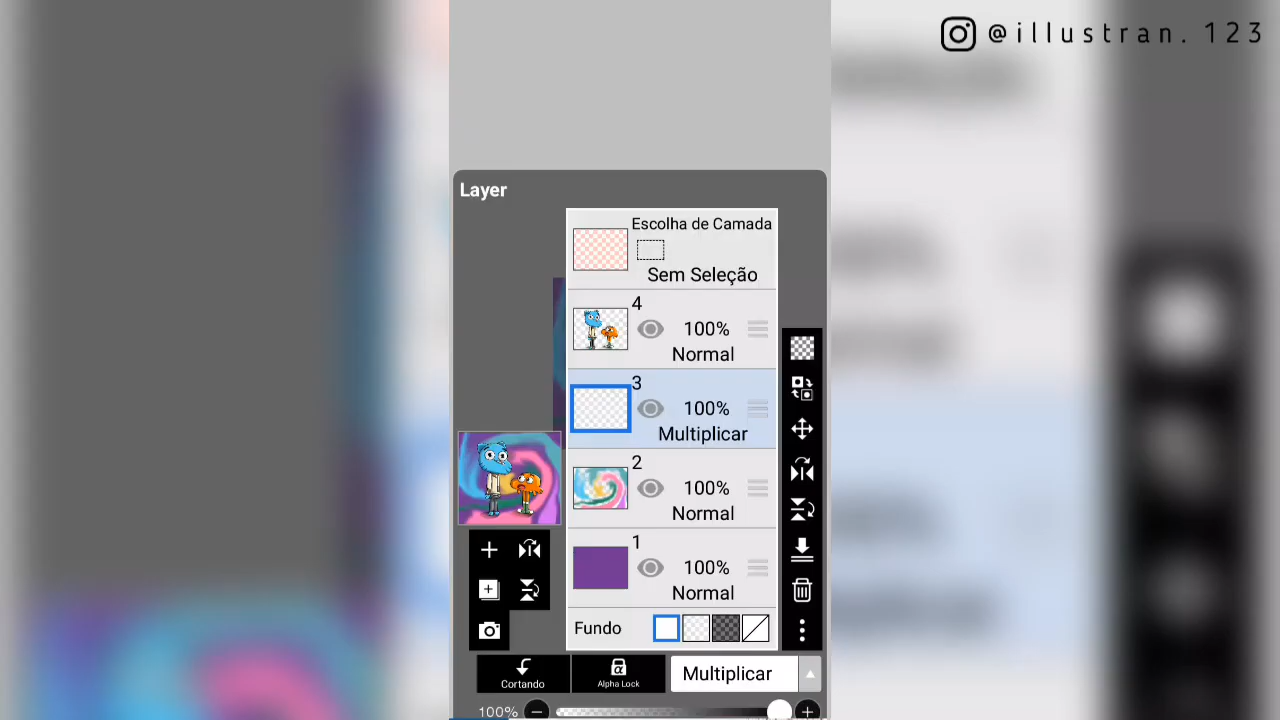 @illustran.123
Layer
Escolha de Camada
Sem Seleção
4
100%
Normal
3
100%
Multiplicar
2
100%
Normal
1
100%
Normal
Fundo
Cortando
Alpha Lock
Multiplicar
100%